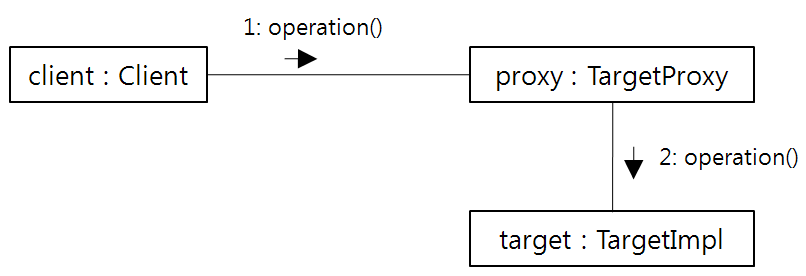 1: operation()
client : Client
proxy : TargetProxy
2: operation()
target : TargetImpl